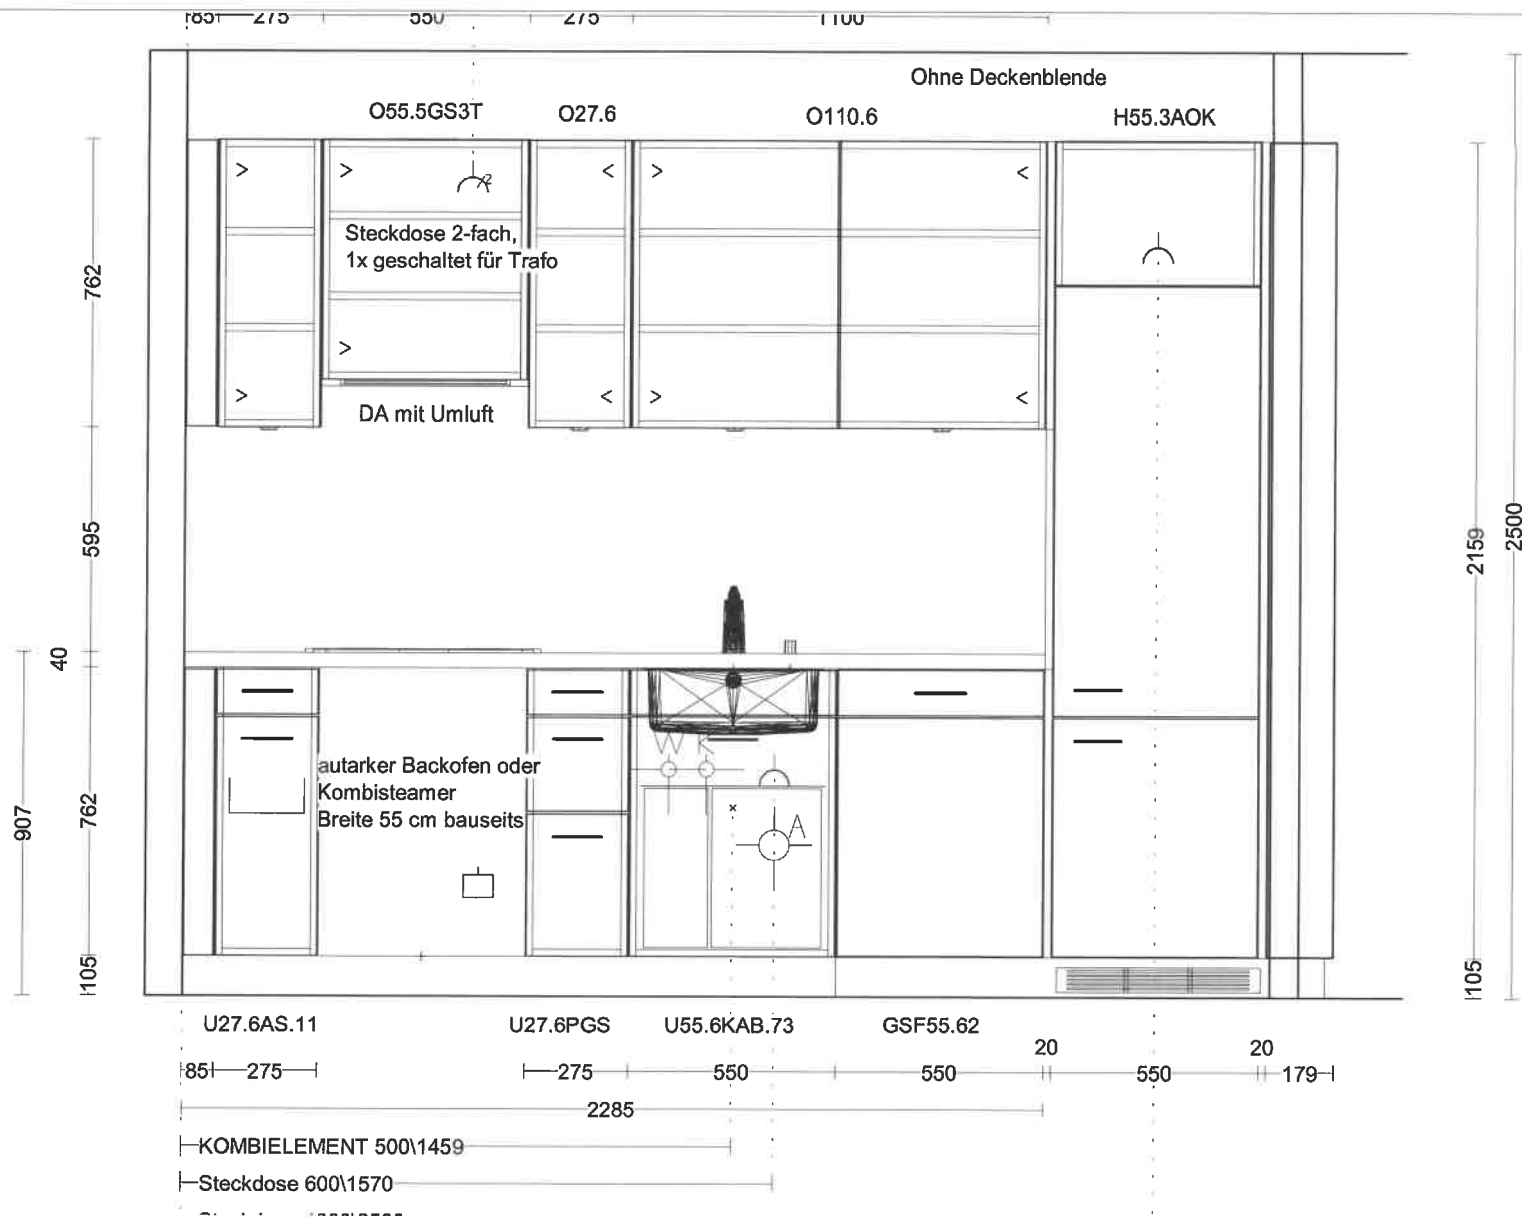 85 275 550 275 1100
Ohne Deckenblende
O55.5GS3T O27.6 O110.6 H55.3AOK
x2
Steckdose 2-fach,
1x geschaltet für Trafo
762
DA mit Umluft
595
2159
2500
40
W K
autarker Backofen oder
Kombisteamer
Breite 55 cm bauseits
A
907
762
105
105
U27.6AS.11 U27.6PGS U55.6KAB.73 GSF55.62
20 20
85 275 275 550 550 550 179
2285
KOMBIELEMENT 500\1459
Steckdose 600\1570